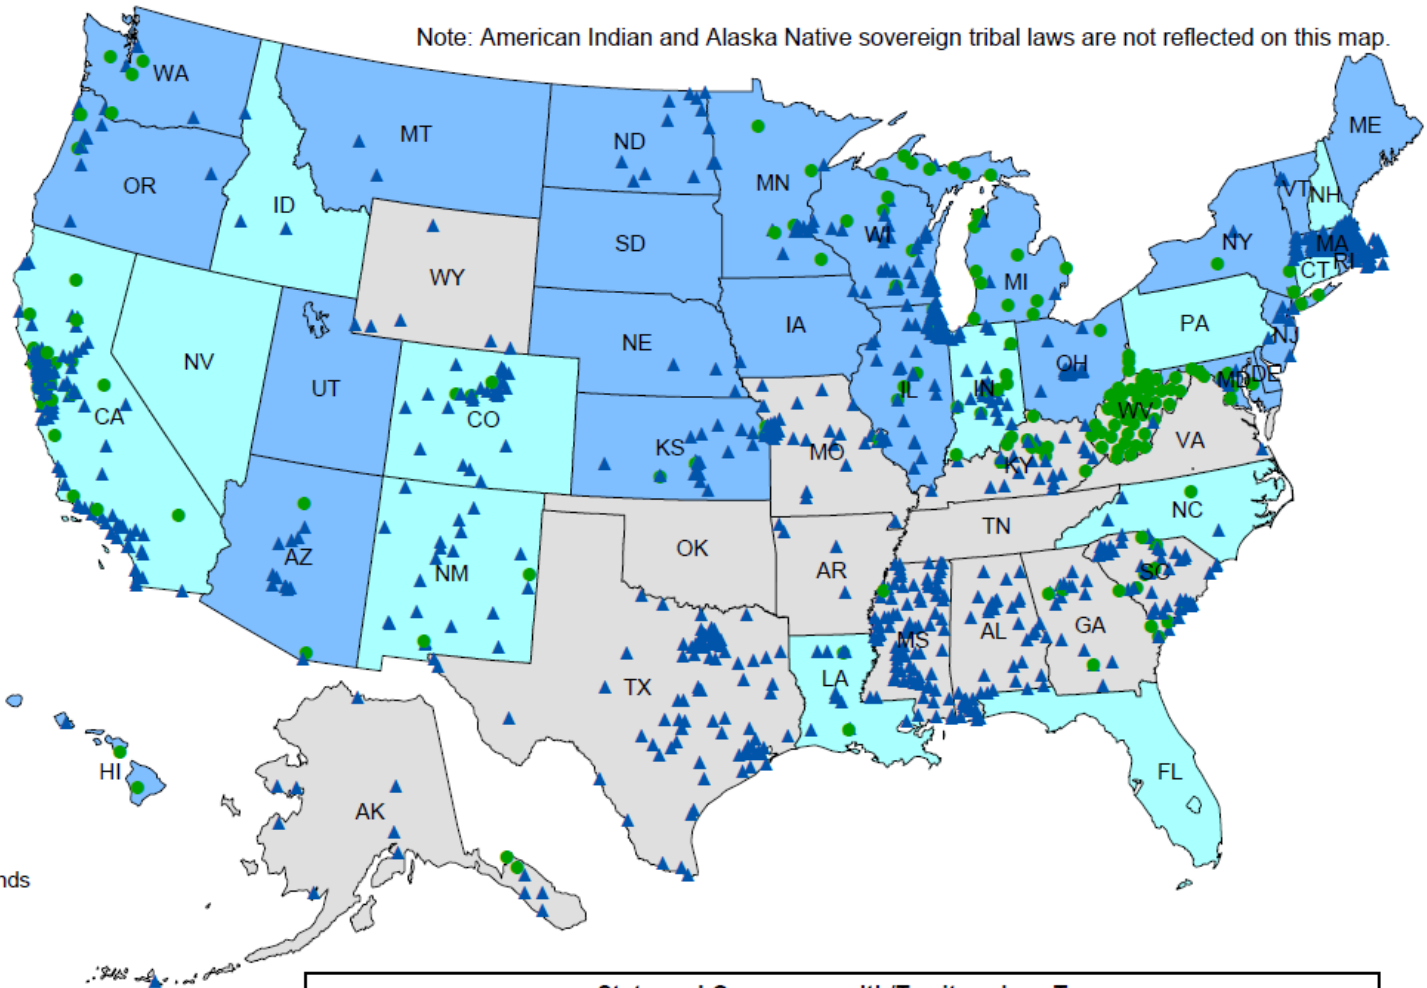 Note: American Indian and Alaska Native sovereign tribal laws are not reflected on this map.
WA
MT
ND
MN
ME
OR
ID
SD
WI
VT
NH
NY
MA
RI
CT
WY
MI
IA
PA
NE
NJ
NV
UT
OH
IL
IN
MD
DE
CA
CO
KS
MO
WV
VA
KY
NC
AZ
NM
OK
TN
AR
SC
MS
AL
GA
TX
LA
HI
FL
AK
nds